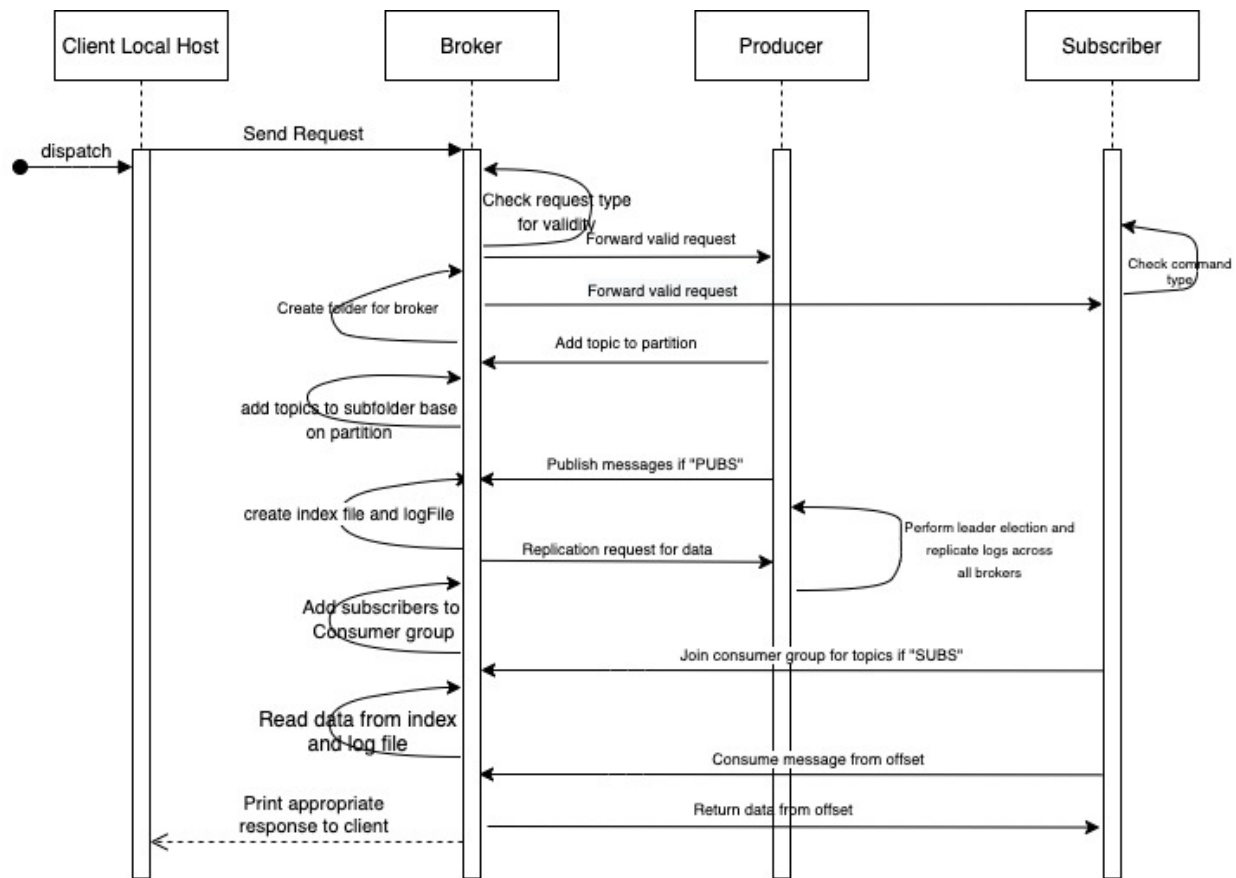 Client Local Host
Broker
Producer
Subscriber
Send Request
dispatch
Check request type
for validity
Forward valid request
Check command
type
Forward valid request
Create folder for broker
Add topic to partition
add topics to subfolder base
on partition
Publish messages if "PUBS"
create index file and logFile
Perform leader election and
replicate logs across
all brokers
Replication request for data
Add subscribers to
Consumer group
Join consumer group for topics if "SUBS"
Read data from index
and log file
Consume message from offset
Print appropriate
response to client
Return data from offset